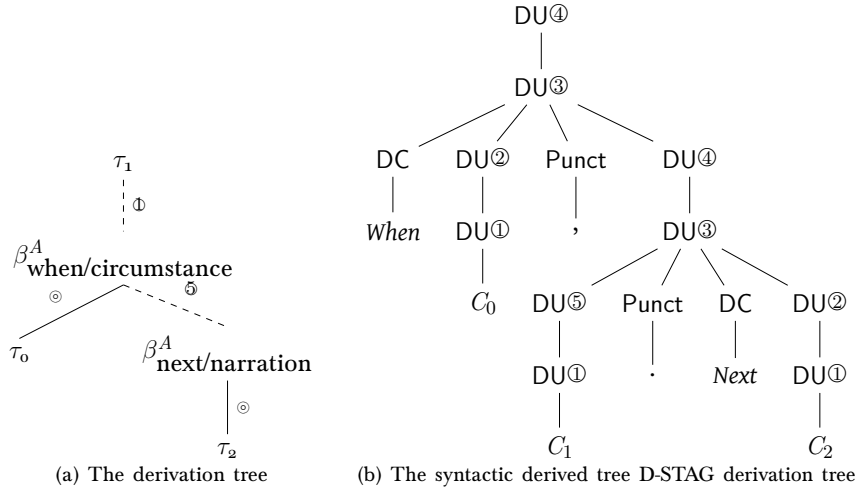 DU④
DU③
DC DU② Punct DU④
When DU① , DU③
C₀ DU⑤ Punct DC DU②
DU① . Next DU①
C₁ C₂
τ₁
①
β^A when/circumstance
◎ ⑤
τ₀ β^A next/narration
◎
τ₂
(a) The derivation tree
(b) The syntactic derived tree D-STAG derivation tree